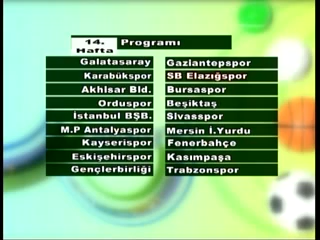 14. Hafta Programı
Galatasaray Gaziantepspor
Karabükspor SB Elazığspor
Akhisar Bld. Bursaspor
Orduspor Beşiktaş
İstanbul BŞB. Sivasspor
M.P Antalyaspor Mersin İ.Yurdu
Kayserispor Fenerbahçe
Eskişehirspor Kasımpaşa
Gençlerbirliği Trabzonspor